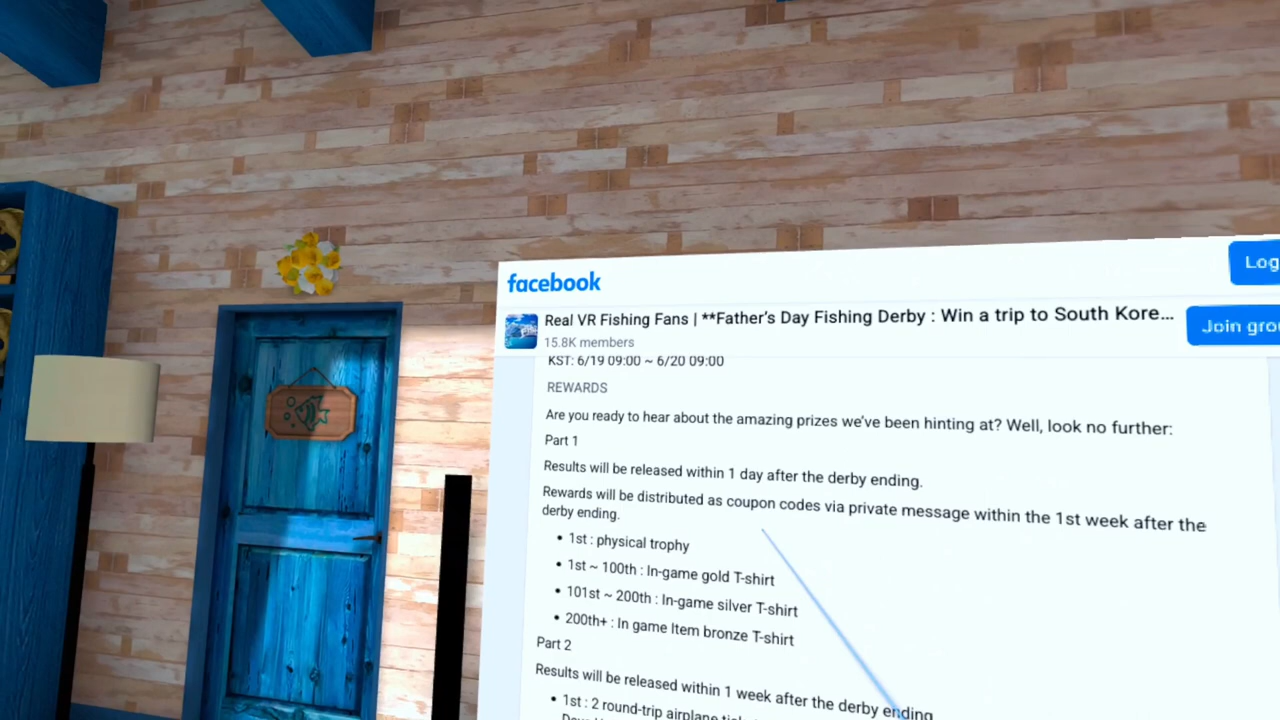 facebook
Log
Real VR Fishing Fans | **Father's Day Fishing Derby : Win a trip to South Kore...
15.8K members
Join
KST: 6/19 09:00 ~ 6/20 09:00
REWARDS
Are you ready to hear about the amazing prizes we've been hinting at? Well, look no further:
Part 1
Results will be released within 1 day after the derby ending.
Rewards will be distributed as coupon codes via private message within the 1st week after the
derby ending.
• 1st : physical trophy
• 1st ~ 100th : In-game gold T-shirt
• 101st ~ 200th : In-game silver T-shirt
• 200th+ : In game Item bronze T-shirt
Part 2
Results will be released within 1 week after the derby ending
• 1st : 2 round-trip airplane